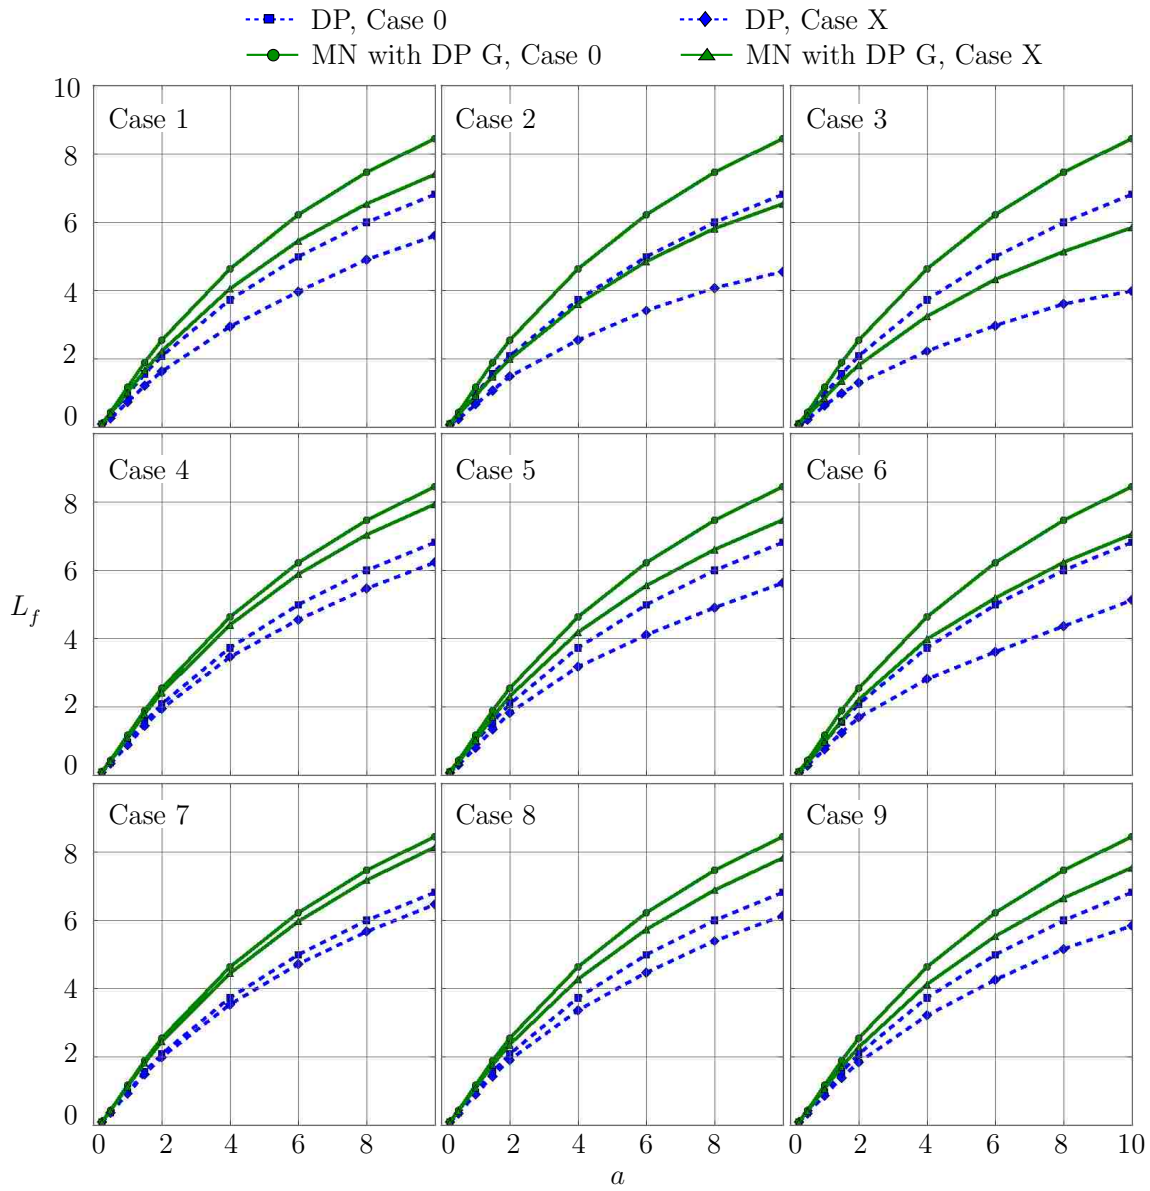 DP, Case 0 DP, Case X
MN with DP G, Case 0 MN with DP G, Case X
10
Case 1 Case 2 Case 3
8
6
4
2
0
Case 4 Case 5 Case 6
8
6
L_f
4
2
0
Case 7 Case 8 Case 9
8
6
4
2
0
0 2 4 6 8 0 2 4 6 8 0 2 4 6 8 10
a